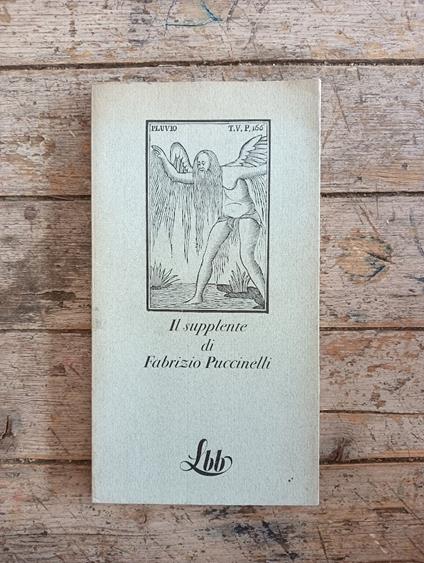 PLUVIO T.V.P.166
Il supplente
di
Fabrizio Puccinelli
Lbb